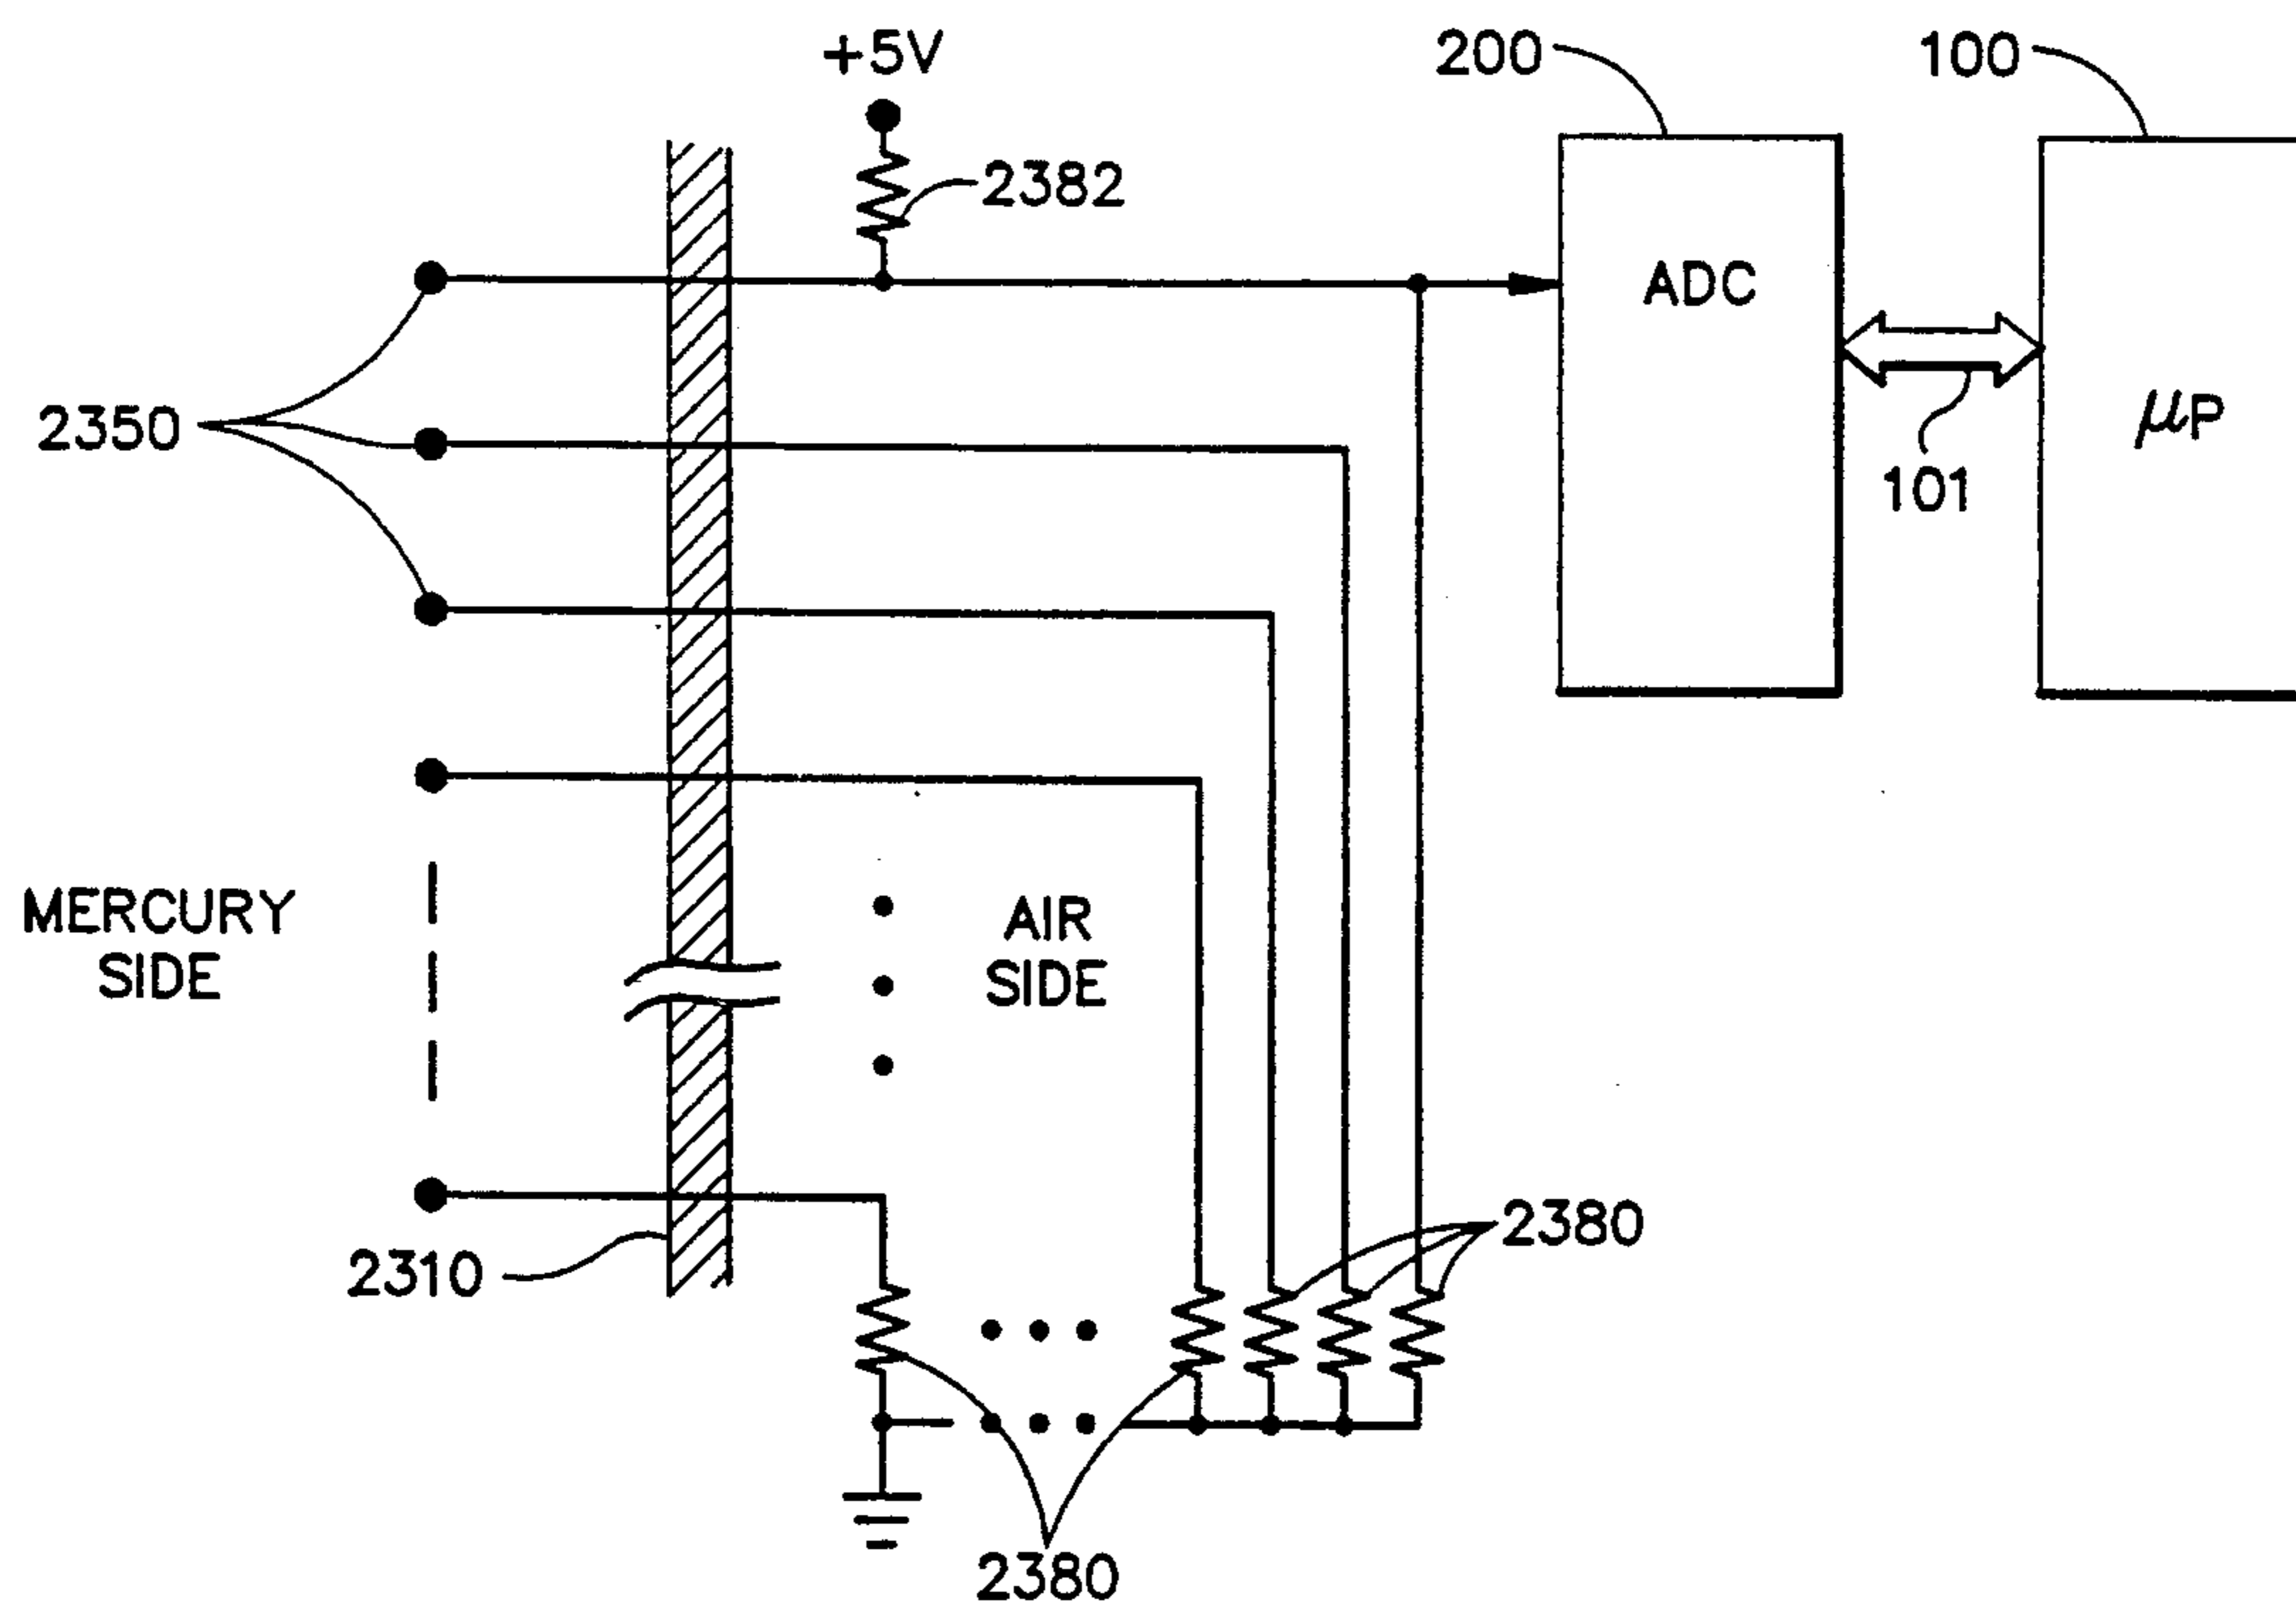 +5V
200
100
2382
ADC
2350
μP
101
MERCURY
SIDE
AIR
SIDE
2310
2380
2380